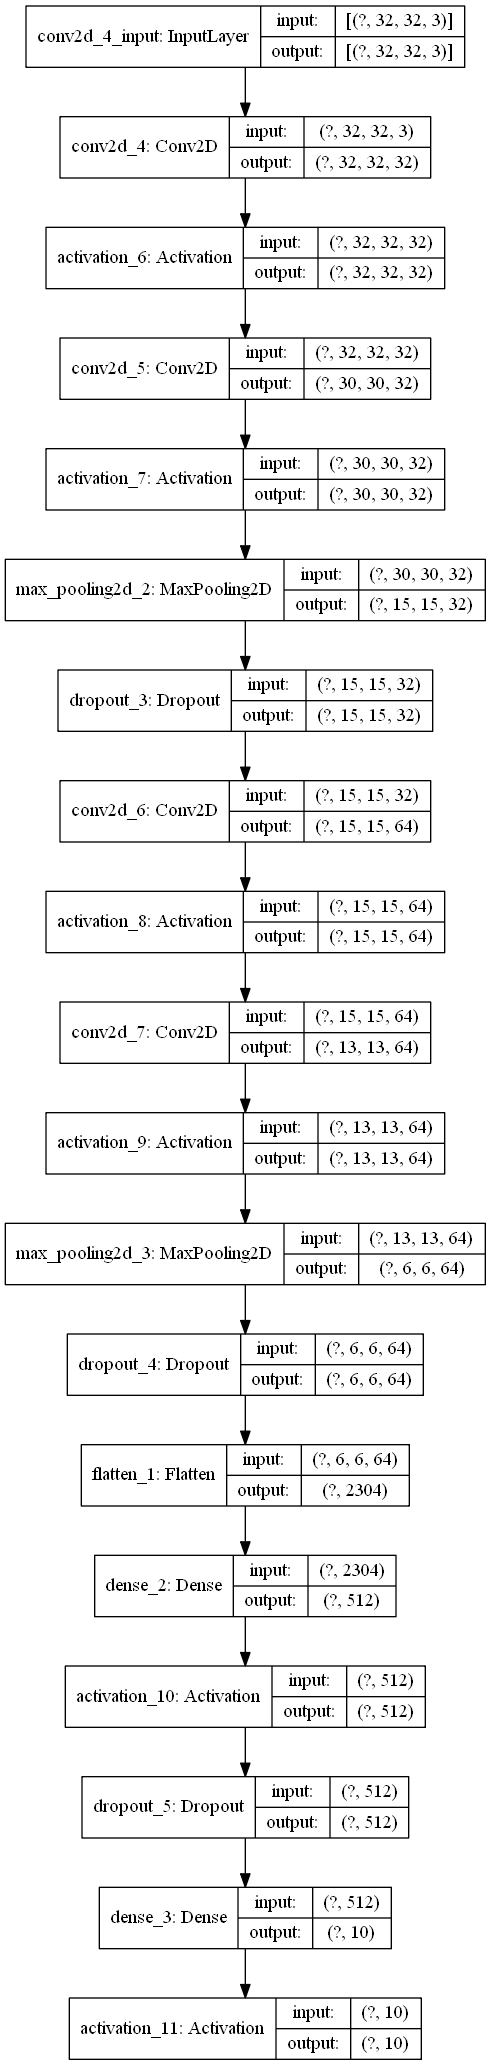 conv2d_4_input: InputLayer input: [(?, 32, 32, 3)]
output: [(?, 32, 32, 3)]
conv2d_4: Conv2D input: (?, 32, 32, 3)
output: (?, 32, 32, 32)
activation_6: Activation input: (?, 32, 32, 32)
output: (?, 32, 32, 32)
conv2d_5: Conv2D input: (?, 32, 32, 32)
output: (?, 30, 30, 32)
activation_7: Activation input: (?, 30, 30, 32)
output: (?, 30, 30, 32)
max_pooling2d_2: MaxPooling2D input: (?, 30, 30, 32)
output: (?, 15, 15, 32)
dropout_3: Dropout input: (?, 15, 15, 32)
output: (?, 15, 15, 32)
conv2d_6: Conv2D input: (?, 15, 15, 32)
output: (?, 15, 15, 64)
activation_8: Activation input: (?, 15, 15, 64)
output: (?, 15, 15, 64)
conv2d_7: Conv2D input: (?, 15, 15, 64)
output: (?, 13, 13, 64)
activation_9: Activation input: (?, 13, 13, 64)
output: (?, 13, 13, 64)
max_pooling2d_3: MaxPooling2D input: (?, 13, 13, 64)
output: (?, 6, 6, 64)
dropout_4: Dropout input: (?, 6, 6, 64)
output: (?, 6, 6, 64)
flatten_1: Flatten input: (?, 6, 6, 64)
output: (?, 2304)
dense_2: Dense input: (?, 2304)
output: (?, 512)
activation_10: Activation input: (?, 512)
output: (?, 512)
dropout_5: Dropout input: (?, 512)
output: (?, 512)
dense_3: Dense input: (?, 512)
output: (?, 10)
activation_11: Activation input: (?, 10)
output: (?, 10)